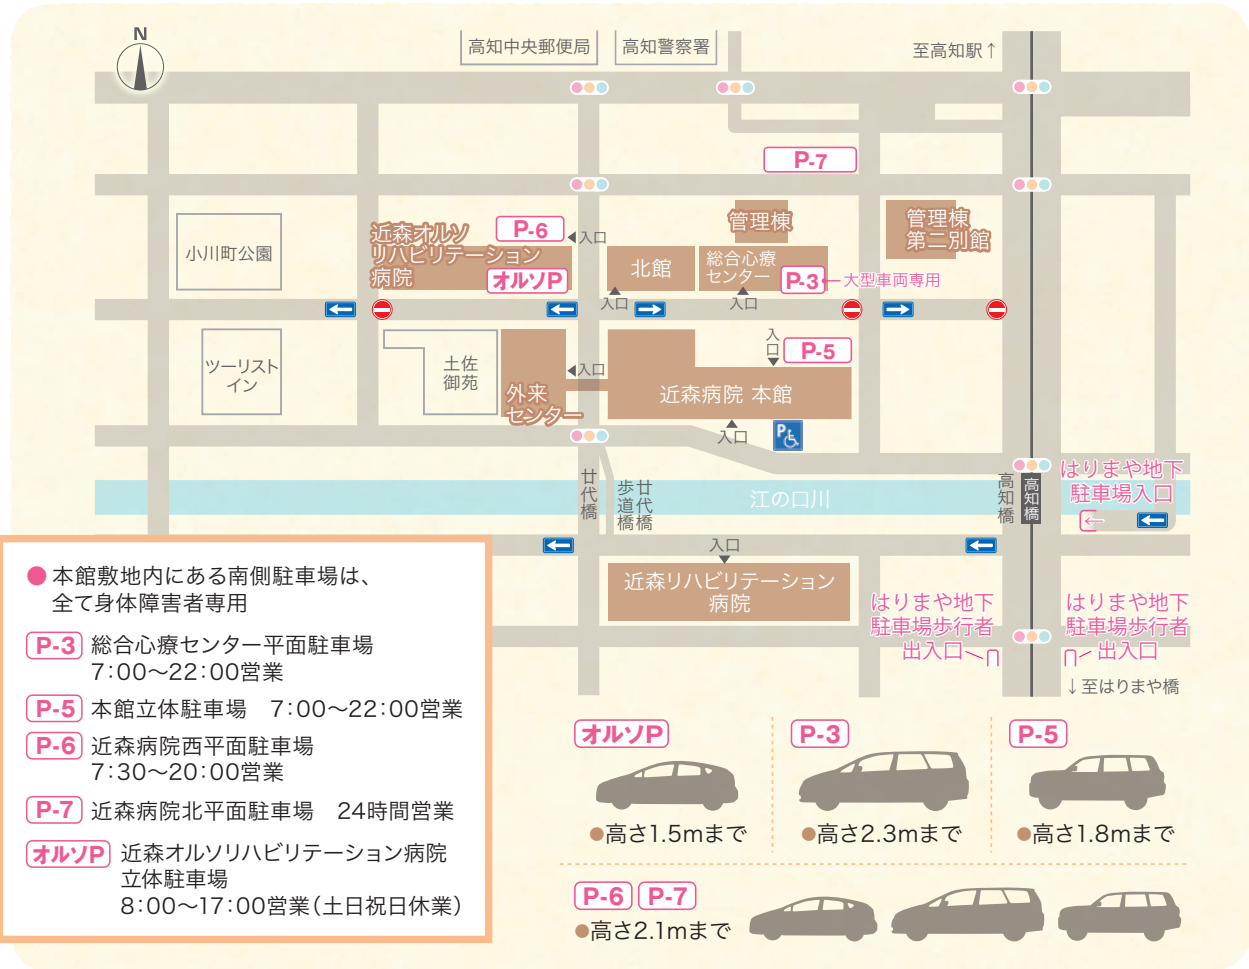 N
高知中央郵便局
高知警察署
至高知駅↑
P-7
小川町公園
近森オルソ
リハビリテーション
病院
P-6
オルソP
入口
北館
入口
管理棟
総合心療
センター
P-3
←大型車両専用
入口
管理棟
第二別館
ツーリスト
イン
土佐
御苑
外来
センター
入口
入口
P-5
近森病院 本館
入口
P
廿代橋
廿代橋
歩道橋
江の口川
高知橋
高知橋
はりまや地下
駐車場入口
入口
近森リハビリテーション
病院
はりまや地下
駐車場歩行者
出入口
はりまや地下
駐車場歩行者
出入口
↓至はりまや橋
●本館敷地内にある南側駐車場は、
全て身体障害者専用
P-3 総合心療センター平面駐車場
7:00〜22:00営業
P-5 本館立体駐車場 7:00〜22:00営業
P-6 近森病院西平面駐車場
7:30〜20:00営業
P-7 近森病院北平面駐車場 24時間営業
オルソP 近森オルソリハビリテーション病院
立体駐車場
8:00〜17:00営業(土日祝日休業)
オルソP
●高さ1.5mまで
P-3
●高さ2.3mまで
P-5
●高さ1.8mまで
P-6 P-7
●高さ2.1mまで